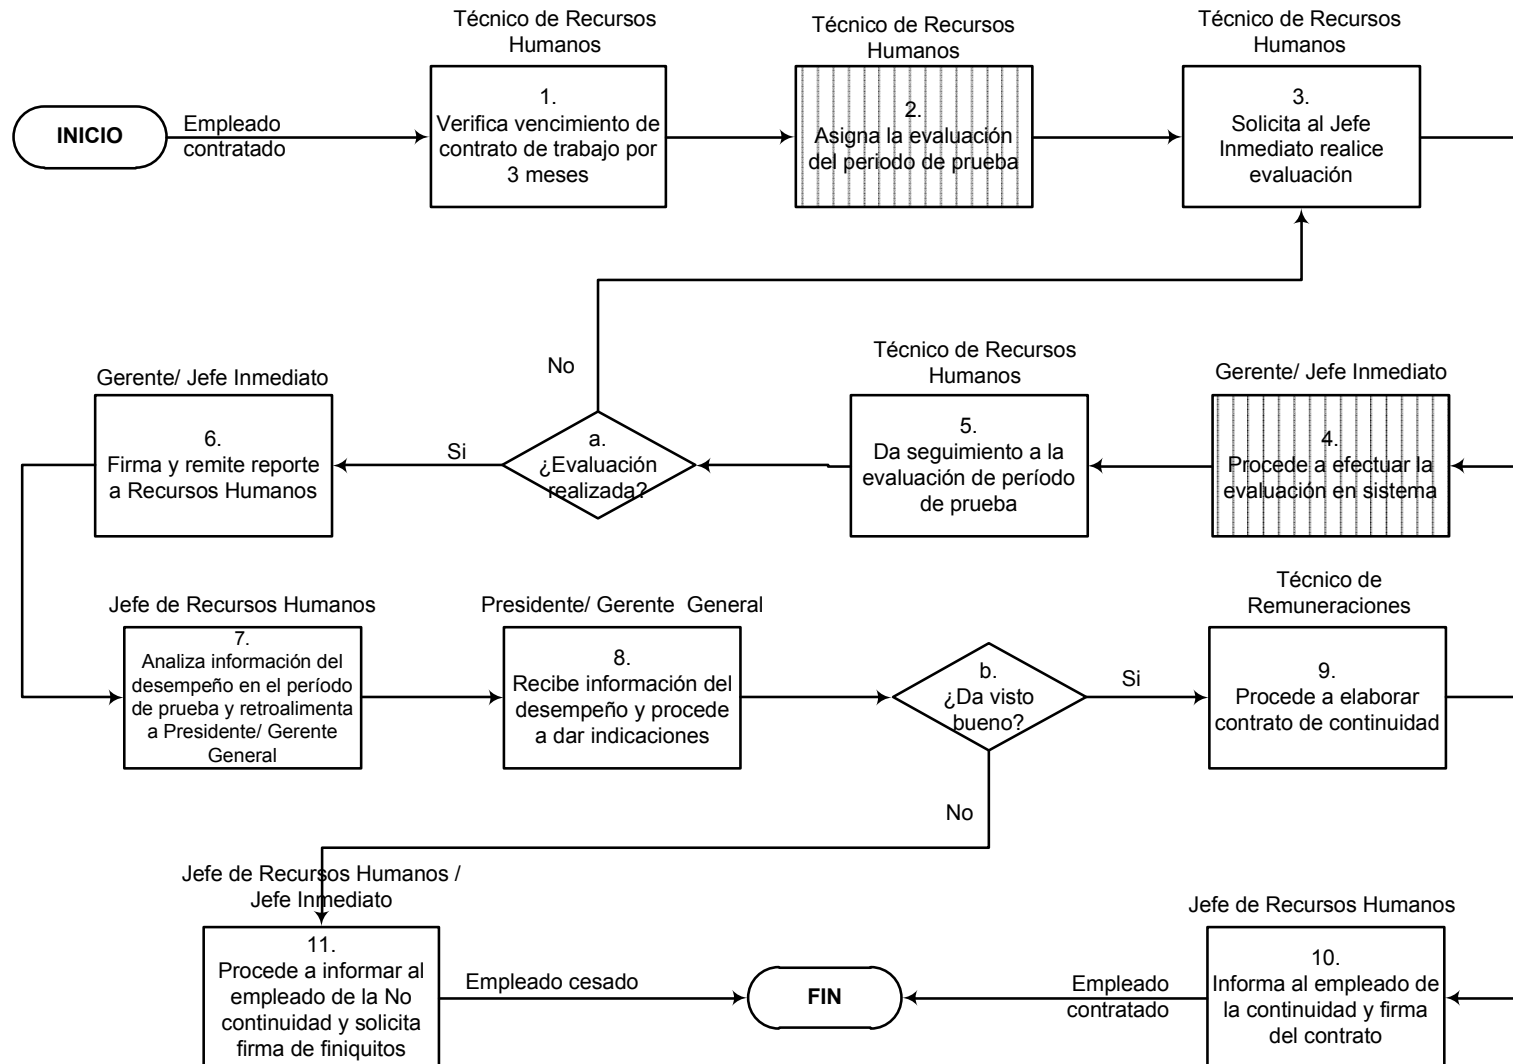 INICIO
Empleado
contratado
Técnico de Recursos
Humanos
1.
Verifica vencimiento de
contrato de trabajo por
3 meses
Técnico de Recursos
Humanos
2.
Asigna la evaluación
del periodo de prueba
Técnico de Recursos
Humanos
3.
Solicita al Jefe
Inmediato realice
evaluación
Gerente/ Jefe Inmediato
4.
Procede a efectuar la
evaluación en sistema
Técnico de Recursos
Humanos
5.
Da seguimiento a la
evaluación de período
de prueba
a.
¿Evaluación
realizada?
No
Si
Gerente/ Jefe Inmediato
6.
Firma y remite reporte
a Recursos Humanos
Jefe de Recursos Humanos
7.
Analiza información del
desempeño en el período
de prueba y retroalimenta
a Presidente/ Gerente
General
Presidente/ Gerente General
8.
Recibe información del
desempeño y procede
a dar indicaciones
b.
¿Da visto
bueno?
Si
No
Técnico de
Remuneraciones
9.
Procede a elaborar
contrato de continuidad
Jefe de Recursos Humanos
10.
Informa al empleado de
la continuidad y firma
del contrato
Empleado
contratado
Jefe de Recursos Humanos /
Jefe Inmediato
11.
Procede a informar al
empleado de la No
continuidad y solicita
firma de finiquitos
Empleado cesado
FIN